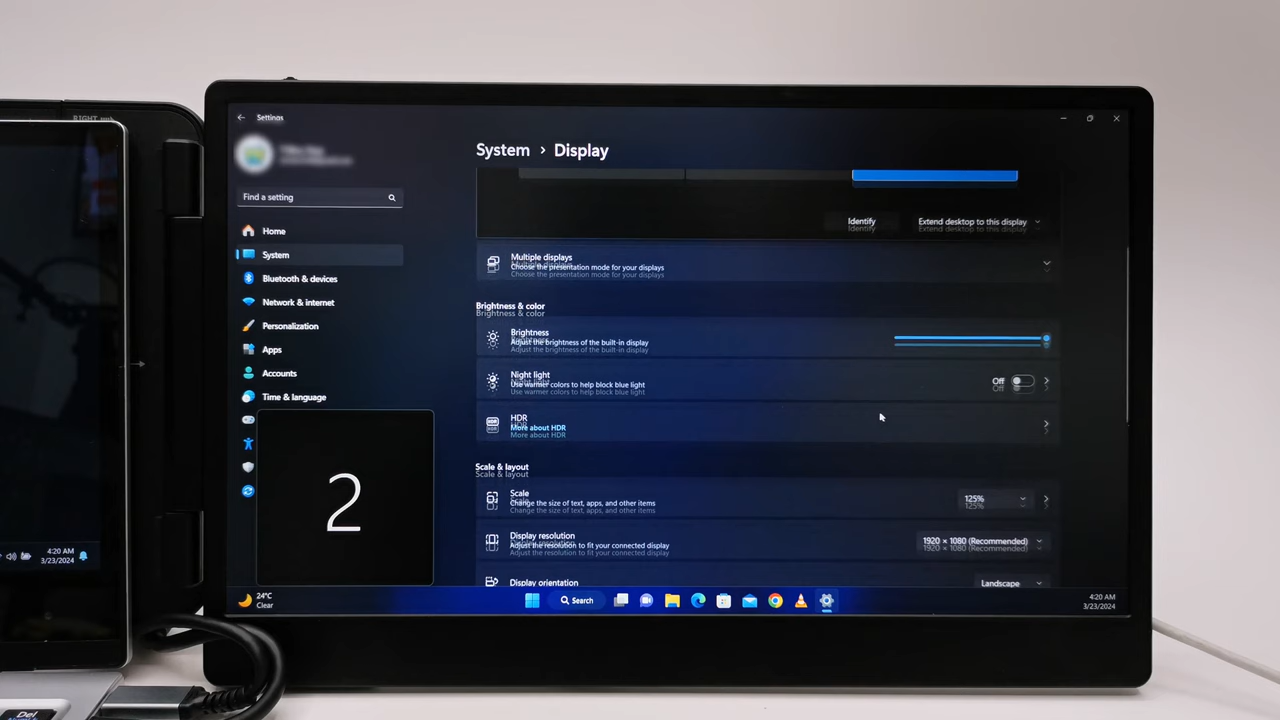 RIGHT
Settings
System > Display
Find a setting
Home
System
Bluetooth & devices
Network & internet
Personalization
Apps
Accounts
Time & language
Identify
Extend desktop to this display
Multiple displays
Choose the presentation mode for your displays
Brightness & color
Brightness
Adjust the brightness of the built-in display
Night light
Use warmer colors to help block blue light
Off
HDR
More about HDR
Scale & layout
Scale
Change the size of text, apps, and other items
125%
Display resolution
Adjust the resolution to fit your connected display
1920 × 1080 (Recommended)
Display orientation
Landscape
2
24°C
Clear
Search
4:20 AM
3/23/2024
4:20 AM
3/23/2024
Del